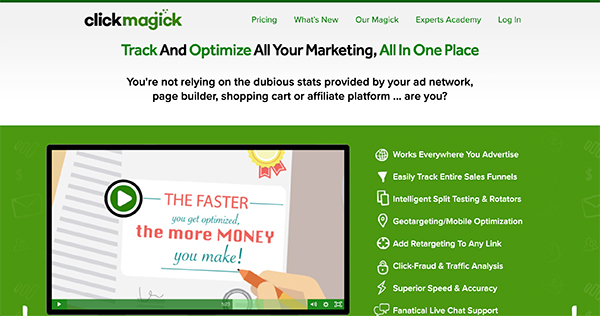 clickmagick
Pricing What's New Our Magick Experts Academy Log In
Track And Optimize All Your Marketing, All In One Place
You're not relying on the dubious stats provided by your ad network,
page builder, shopping cart or affiliate platform ... are you?
THE FASTER
you get optimized,
the more MONEY
you make!
Works Everywhere You Advertise
Easily Track Entire Sales Funnels
Intelligent Split Testing & Rotators
Geotargeting/Mobile Optimization
Add Retargeting To Any Link
Click-Fraud & Traffic Analysis
Superior Speed & Accuracy
Fanatical Live Chat Support